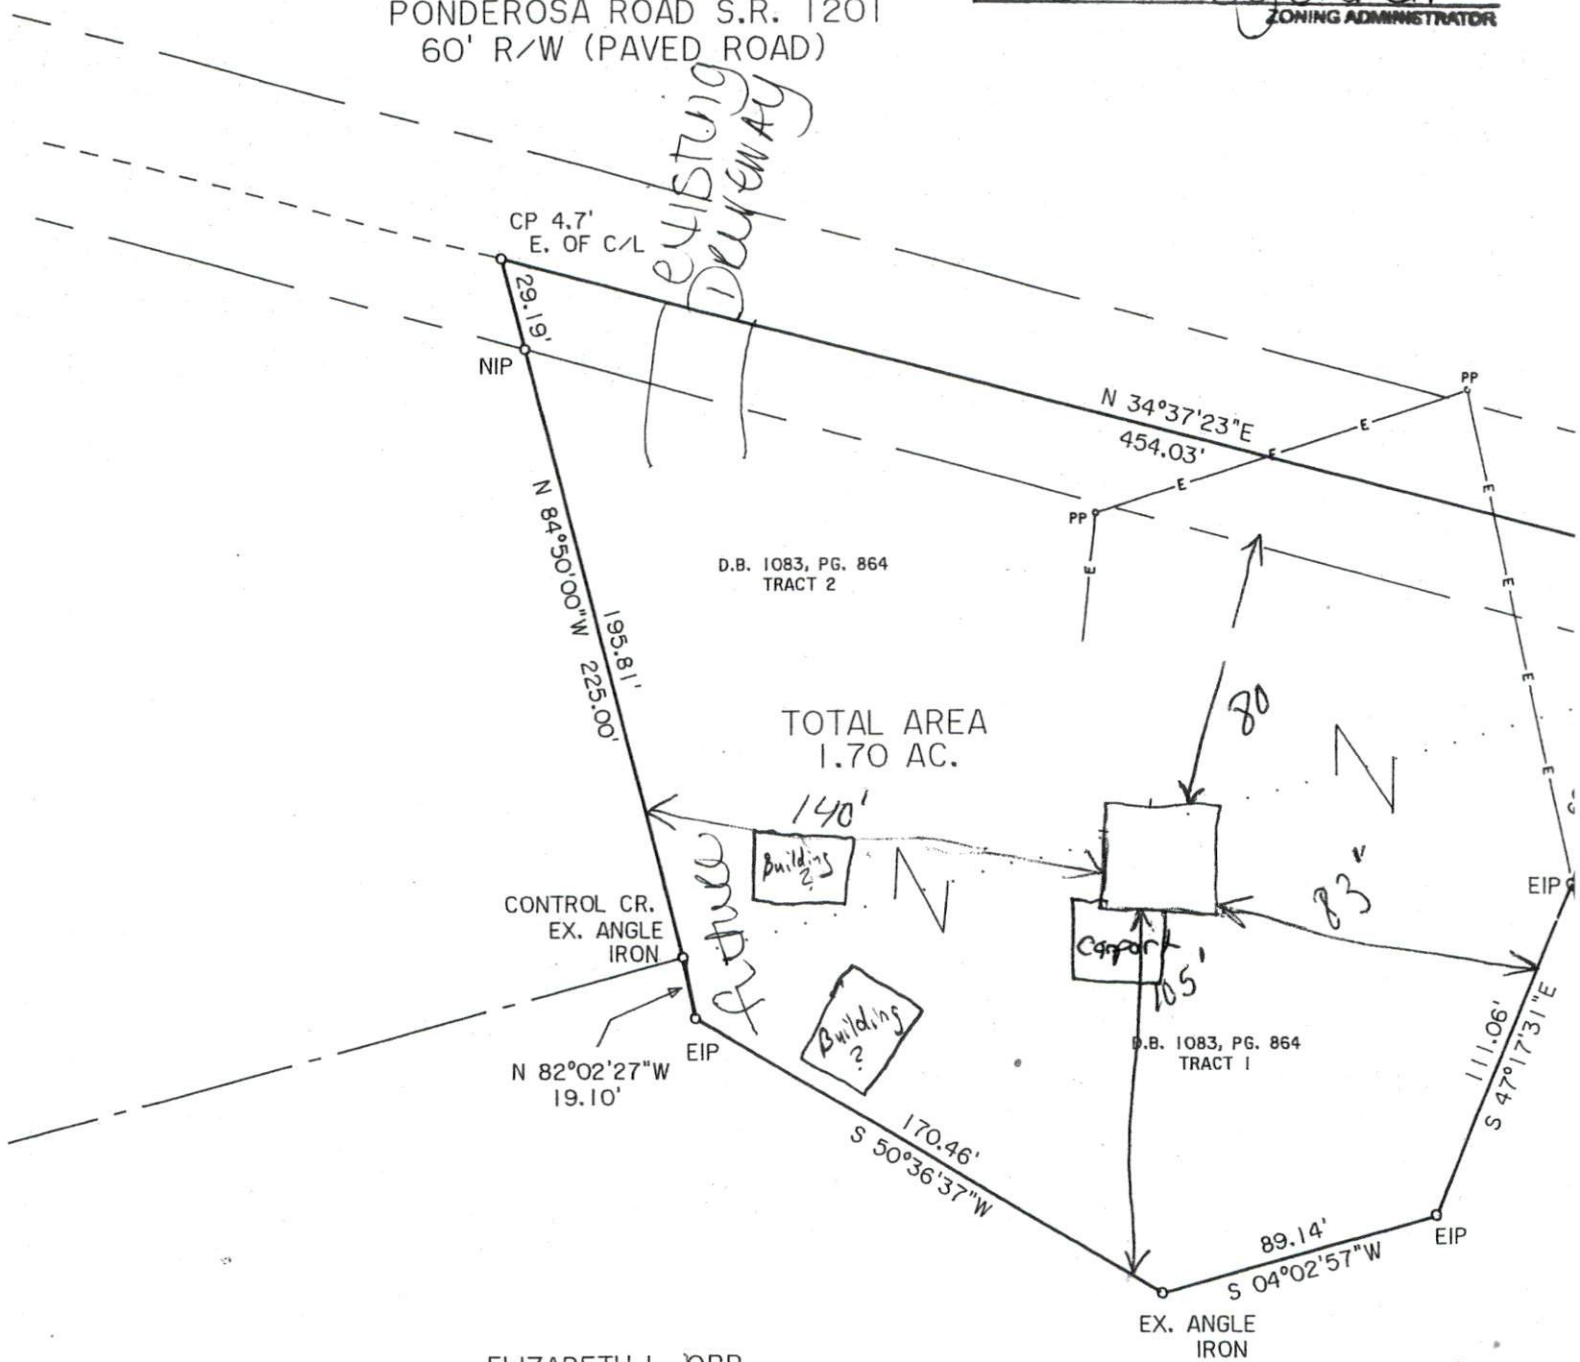 PONDEROSA ROAD S.R. 1201
60' R/W (PAVED ROAD)
ZONING ADMINISTRATOR
EXISTING
DRIVEWAY
CP 4.7'
E. OF C/L
29.19'
NIP
N 34°37'23"E
454.03'
PP
E
E
E
PP
E
E
E
E
E
N 84°50'00"W 225.00'
195.81'
D.B. 1083, PG. 864
TRACT 2
80
TOTAL AREA
1.70 AC.
N
140'
Building
?
N
83'
EIP
CONTROL CR.
EX. ANGLE
IRON
Carport
105'
Building
?
D.B. 1083, PG. 864
TRACT 1
EIP
N 82°02'27"W
19.10'
111.06'
S 47°17'31"E
170.46'
S 50°36'37"W
89.14'
S 04°02'57"W
EIP
EX. ANGLE
IRON